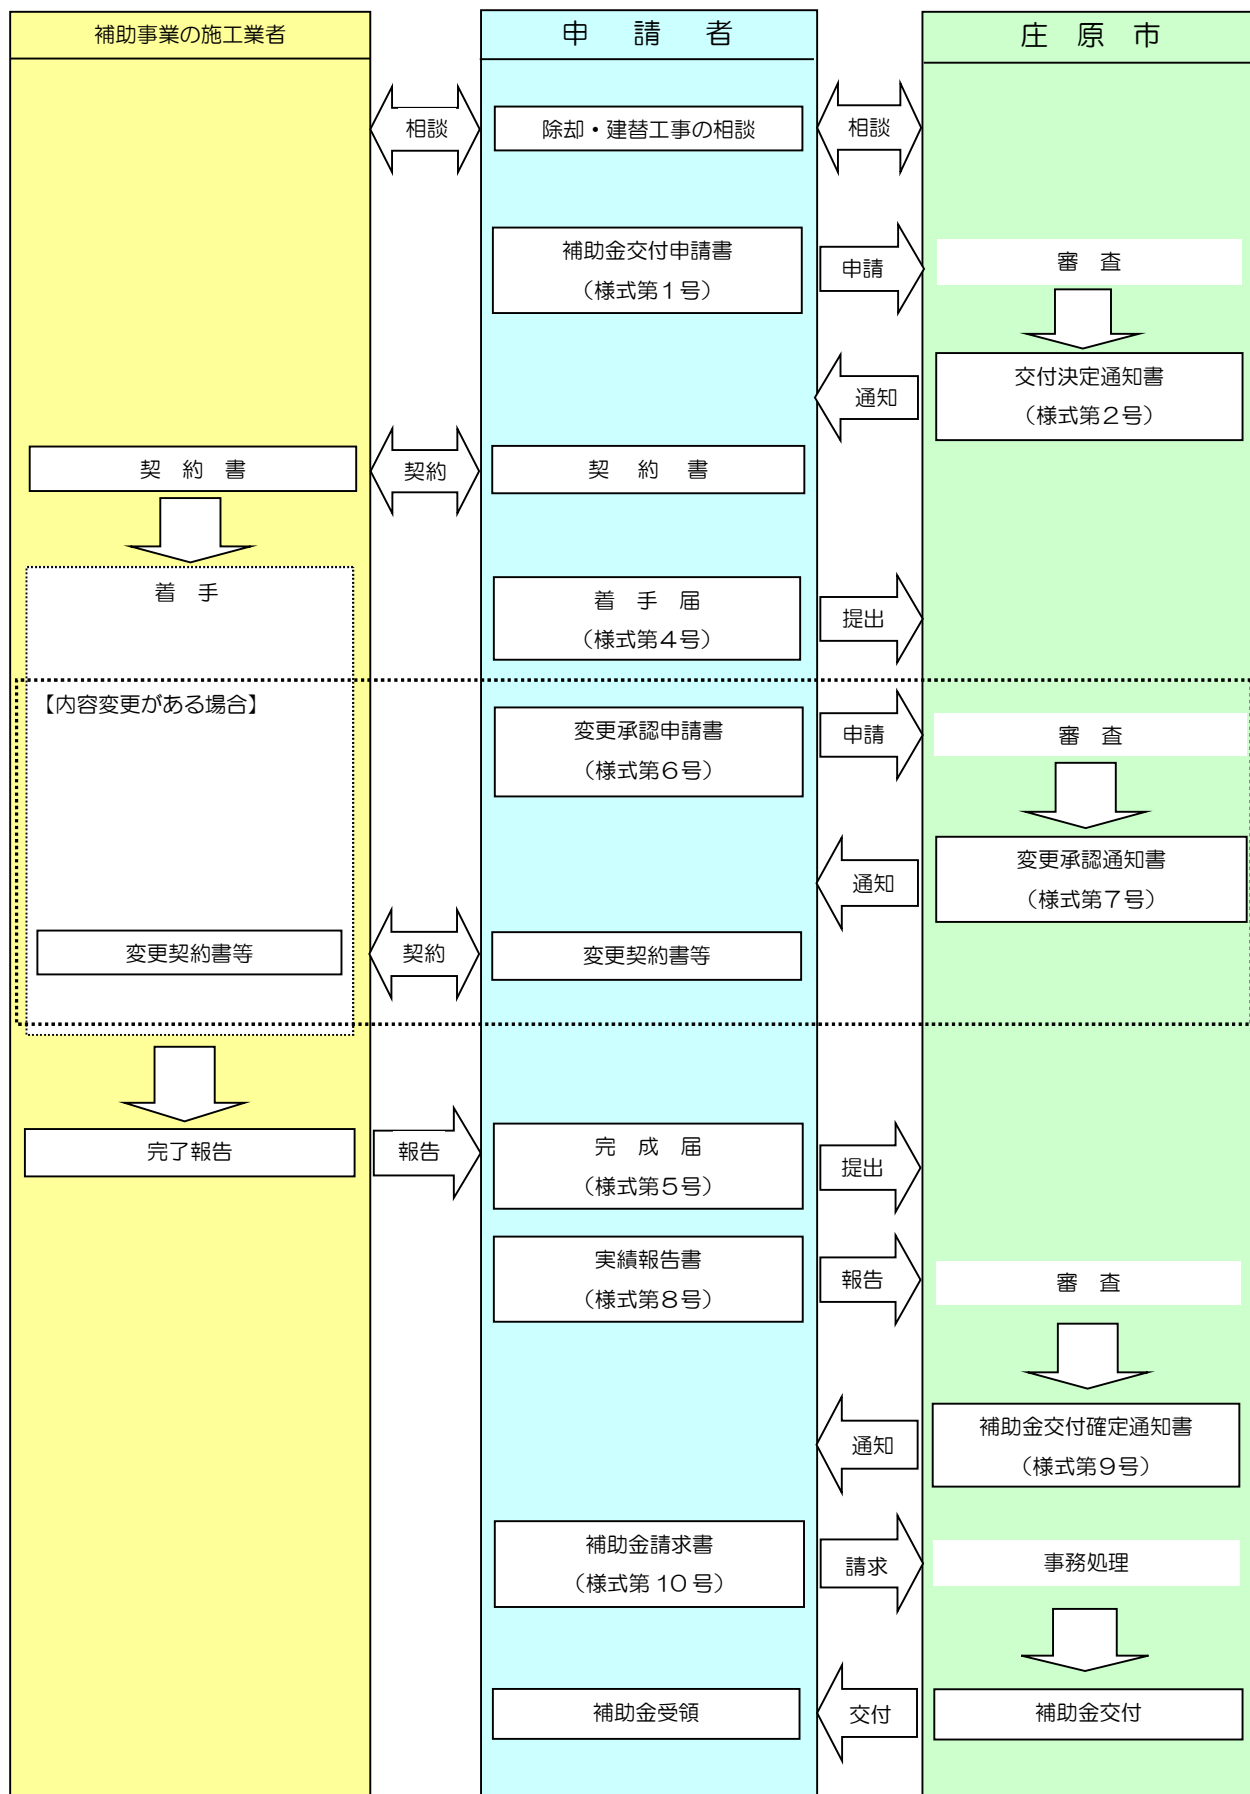 補助事業の施工業者
申 請 者
庄 原 市
相談
除却・建替工事の相談
相談
補助金交付申請書
（様式第１号）
申請
審 査
交付決定通知書
（様式第２号）
通知
契 約 書
契約
契 約 書
着 手
着 手 届
（様式第４号）
提出
【内容変更がある場合】
変更承認申請書
（様式第６号）
申請
審 査
変更承認通知書
（様式第７号）
通知
変更契約書等
契約
変更契約書等
完了報告
報告
完 成 届
（様式第５号）
提出
実績報告書
（様式第８号）
報告
審 査
補助金交付確定通知書
（様式第９号）
通知
補助金請求書
（様式第 10 号）
請求
事務処理
補助金受領
交付
補助金交付